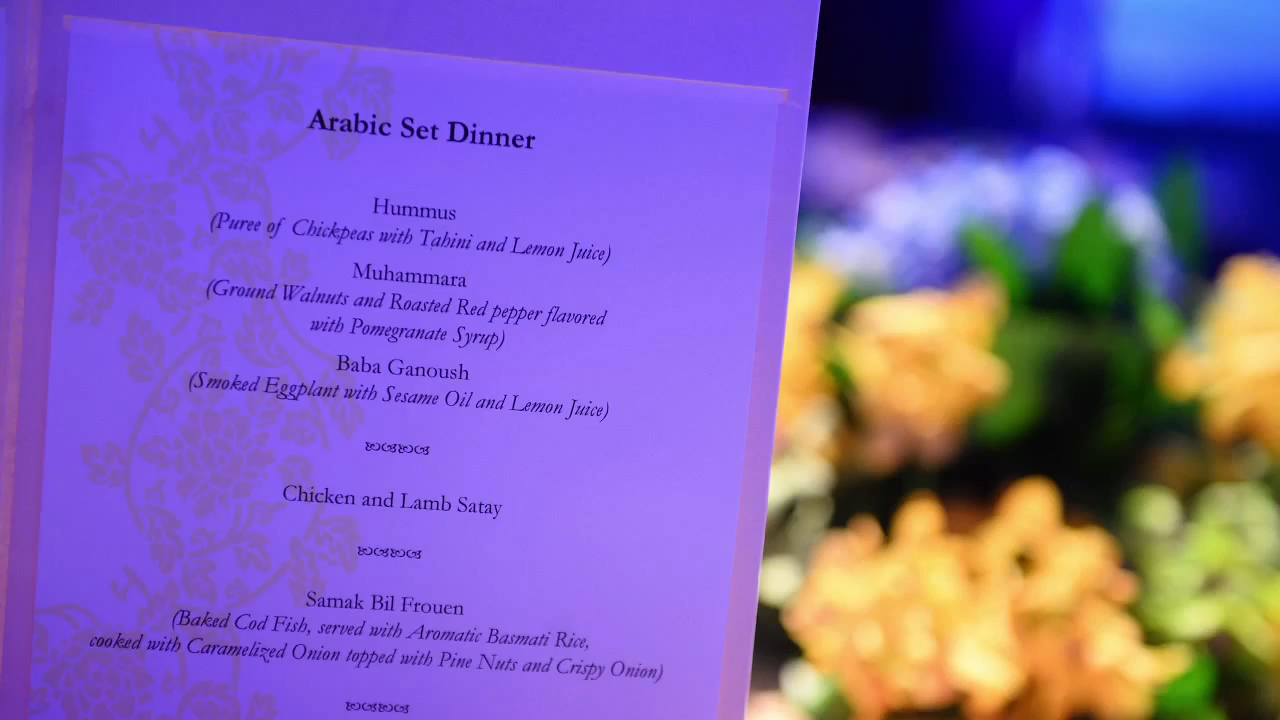 Arabic Set Dinner
Hummus
(Puree of Chickpeas with Tahini and Lemon Juice)
Muhammara
(Ground Walnuts and Roasted Red pepper flavored
with Pomegranate Syrup)
Baba Ganoush
(Smoked Eggplant with Sesame Oil and Lemon Juice)
Chicken and Lamb Satay
Samak Bil Frouen
(Baked Cod Fish, served with Aromatic Basmati Rice,
cooked with Caramelized Onion topped with Pine Nuts and Crispy Onion)